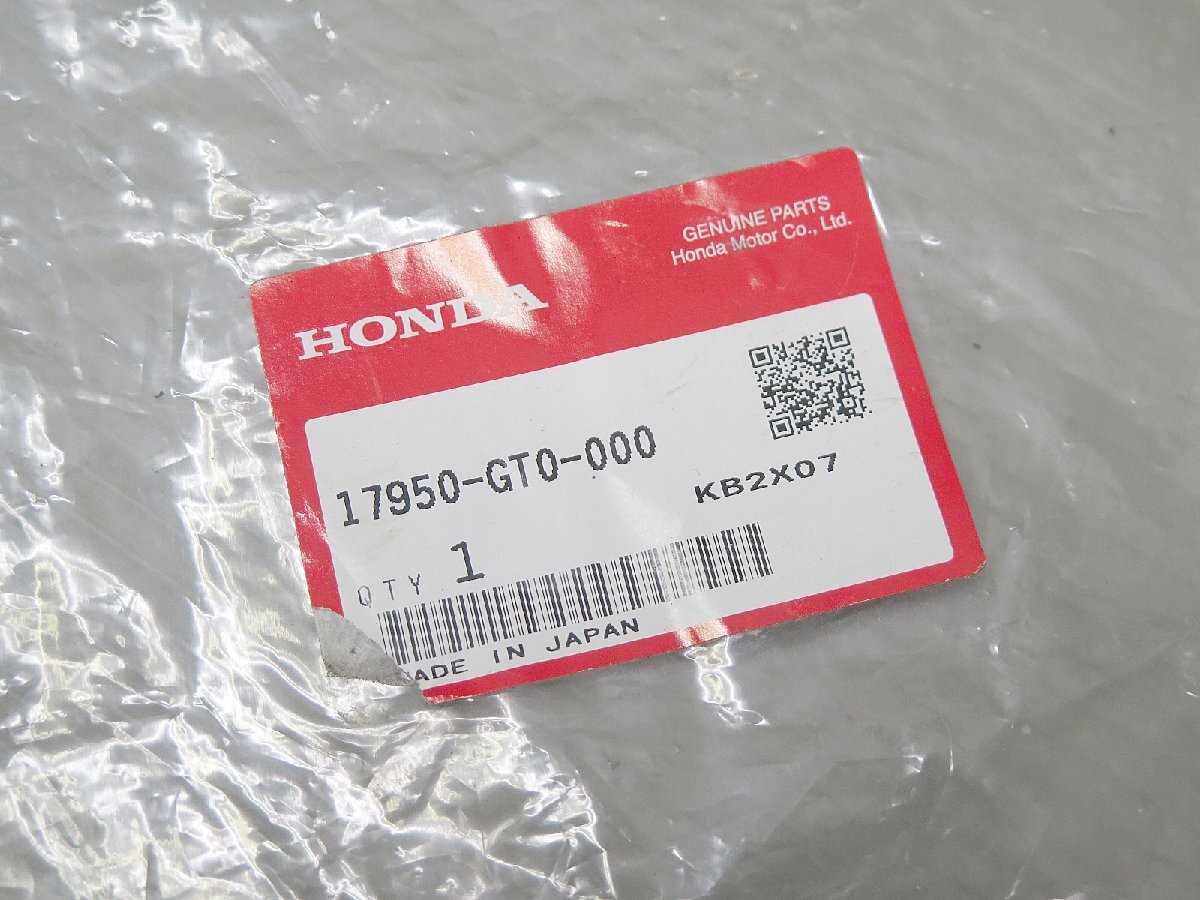 GENUINE PARTS
Honda Motor Co., Ltd.
HONDA
17950-GT0-000
KB2X07
QTY 1
MADE IN JAPAN